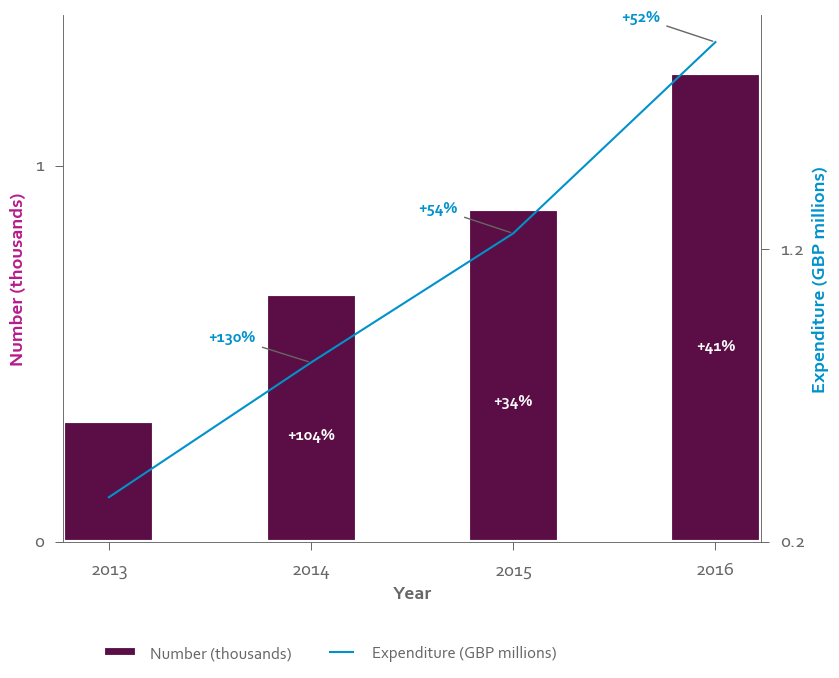 +52%
1
+54%
1.2
Number (thousands)
Expenditure (GBP millions)
+130%
+41%
+34%
+104%
0
0.2
2013
2014
2015
2016
Year
Number (thousands)
Expenditure (GBP millions)